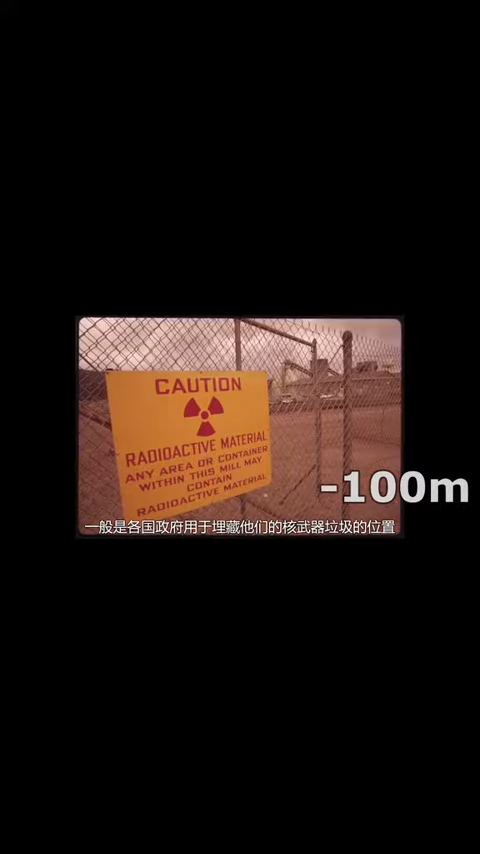 CAUTION
RADIOACTIVE MATERIAL
ANY AREA OR CONTAINER
WITHIN THIS MILL MAY
CONTAIN
RADIOACTIVE MATERIAL
-100m
一般是各国政府用于埋藏他们的核武器垃圾的位置